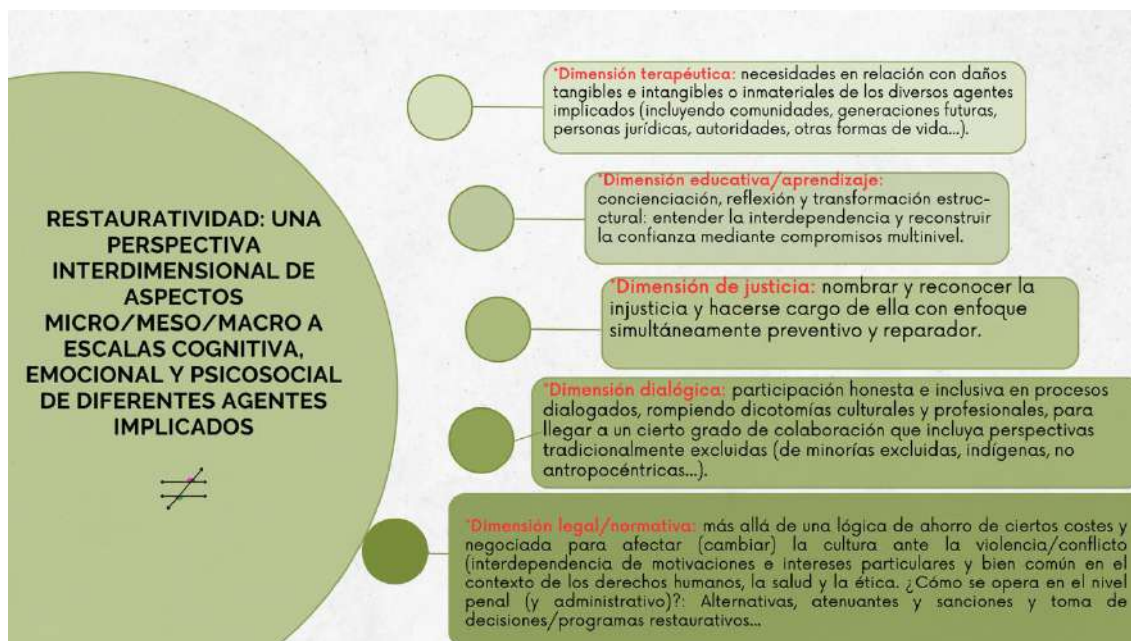 RESTAURATIVIDAD: UNA
PERSPECTIVA
INTERDIMENSIONAL DE
ASPECTOS
MICRO/MESO/MACRO A
ESCALAS COGNITIVA,
EMOCIONAL Y PSICOSOCIAL
DE DIFERENTES AGENTES
IMPLICADOS
*Dimensión terapéutica: necesidades en relación con daños
tangibles e intangibles o inmateriales de los diversos agentes
implicados (incluyendo comunidades, generaciones futuras,
personas jurídicas, autoridades, otras formas de vida...).
*Dimensión educativa/aprendizaje:
concienciación, reflexión y transformación estruc-
ctural: entender la interdependencia y reconstruir
la confianza mediante compromisos multinivel.
*Dimensión de justicia: nombrar y reconocer la
injusticia y hacerse cargo de ella con enfoque
simultáneamente preventivo y reparador.
*Dimensión dialógica: participación honesta e inclusiva en procesos
dialogados, rompiendo dicotomías culturales y profesionales, para
llegar a un cierto grado de colaboración que incluya perspectivas
tradicionalmente excluidas (de minorías excluidas, indígenas, no
antropocéntricas...).
*Dimensión legal/normativa: más allá de una lógica de ahorro de ciertos costes y
negociada para afectar (cambiar) la cultura ante la violencia/conflicto
(interdependencia de motivaciones e intereses particulares y bien común en el
contexto de los derechos humanos, la salud y la ética. ¿Cómo se opera en el nivel
penal (y administrativo)?: Alternativas, atenuantes y sanciones y toma de
decisiones/programas restaurativos...